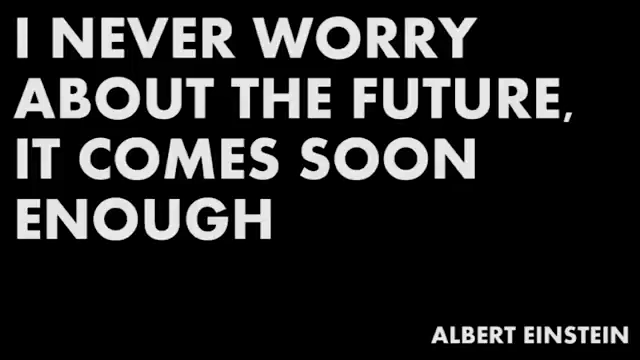 I NEVER WORRY
ABOUT THE FUTURE,
IT COMES SOON
ENOUGH
ALBERT EINSTEIN